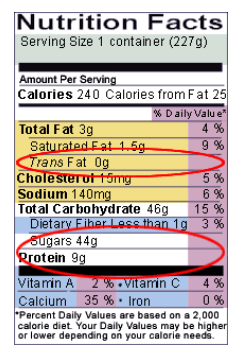 Nutrition Facts
Serving Size 1 container (227g)
Amount Per Serving
Calories 240 Calories from Fat 25
% Daily Value*
Total Fat 3g 4 %
Saturated Fat 1.5g 9 %
Trans Fat 0g
Cholesterol 15mg 5 %
Sodium 140mg 6 %
Total Carbohydrate 46g 15 %
Dietary Fiber Less than 1g 3 %
Sugars 44g
Protein 9g
Vitamin A 2 % • Vitamin C 4 %
Calcium 35 % • Iron 0 %
*Percent Daily Values are based on a 2,000
calorie diet. Your Daily Values may be higher
or lower depending on your calorie needs.